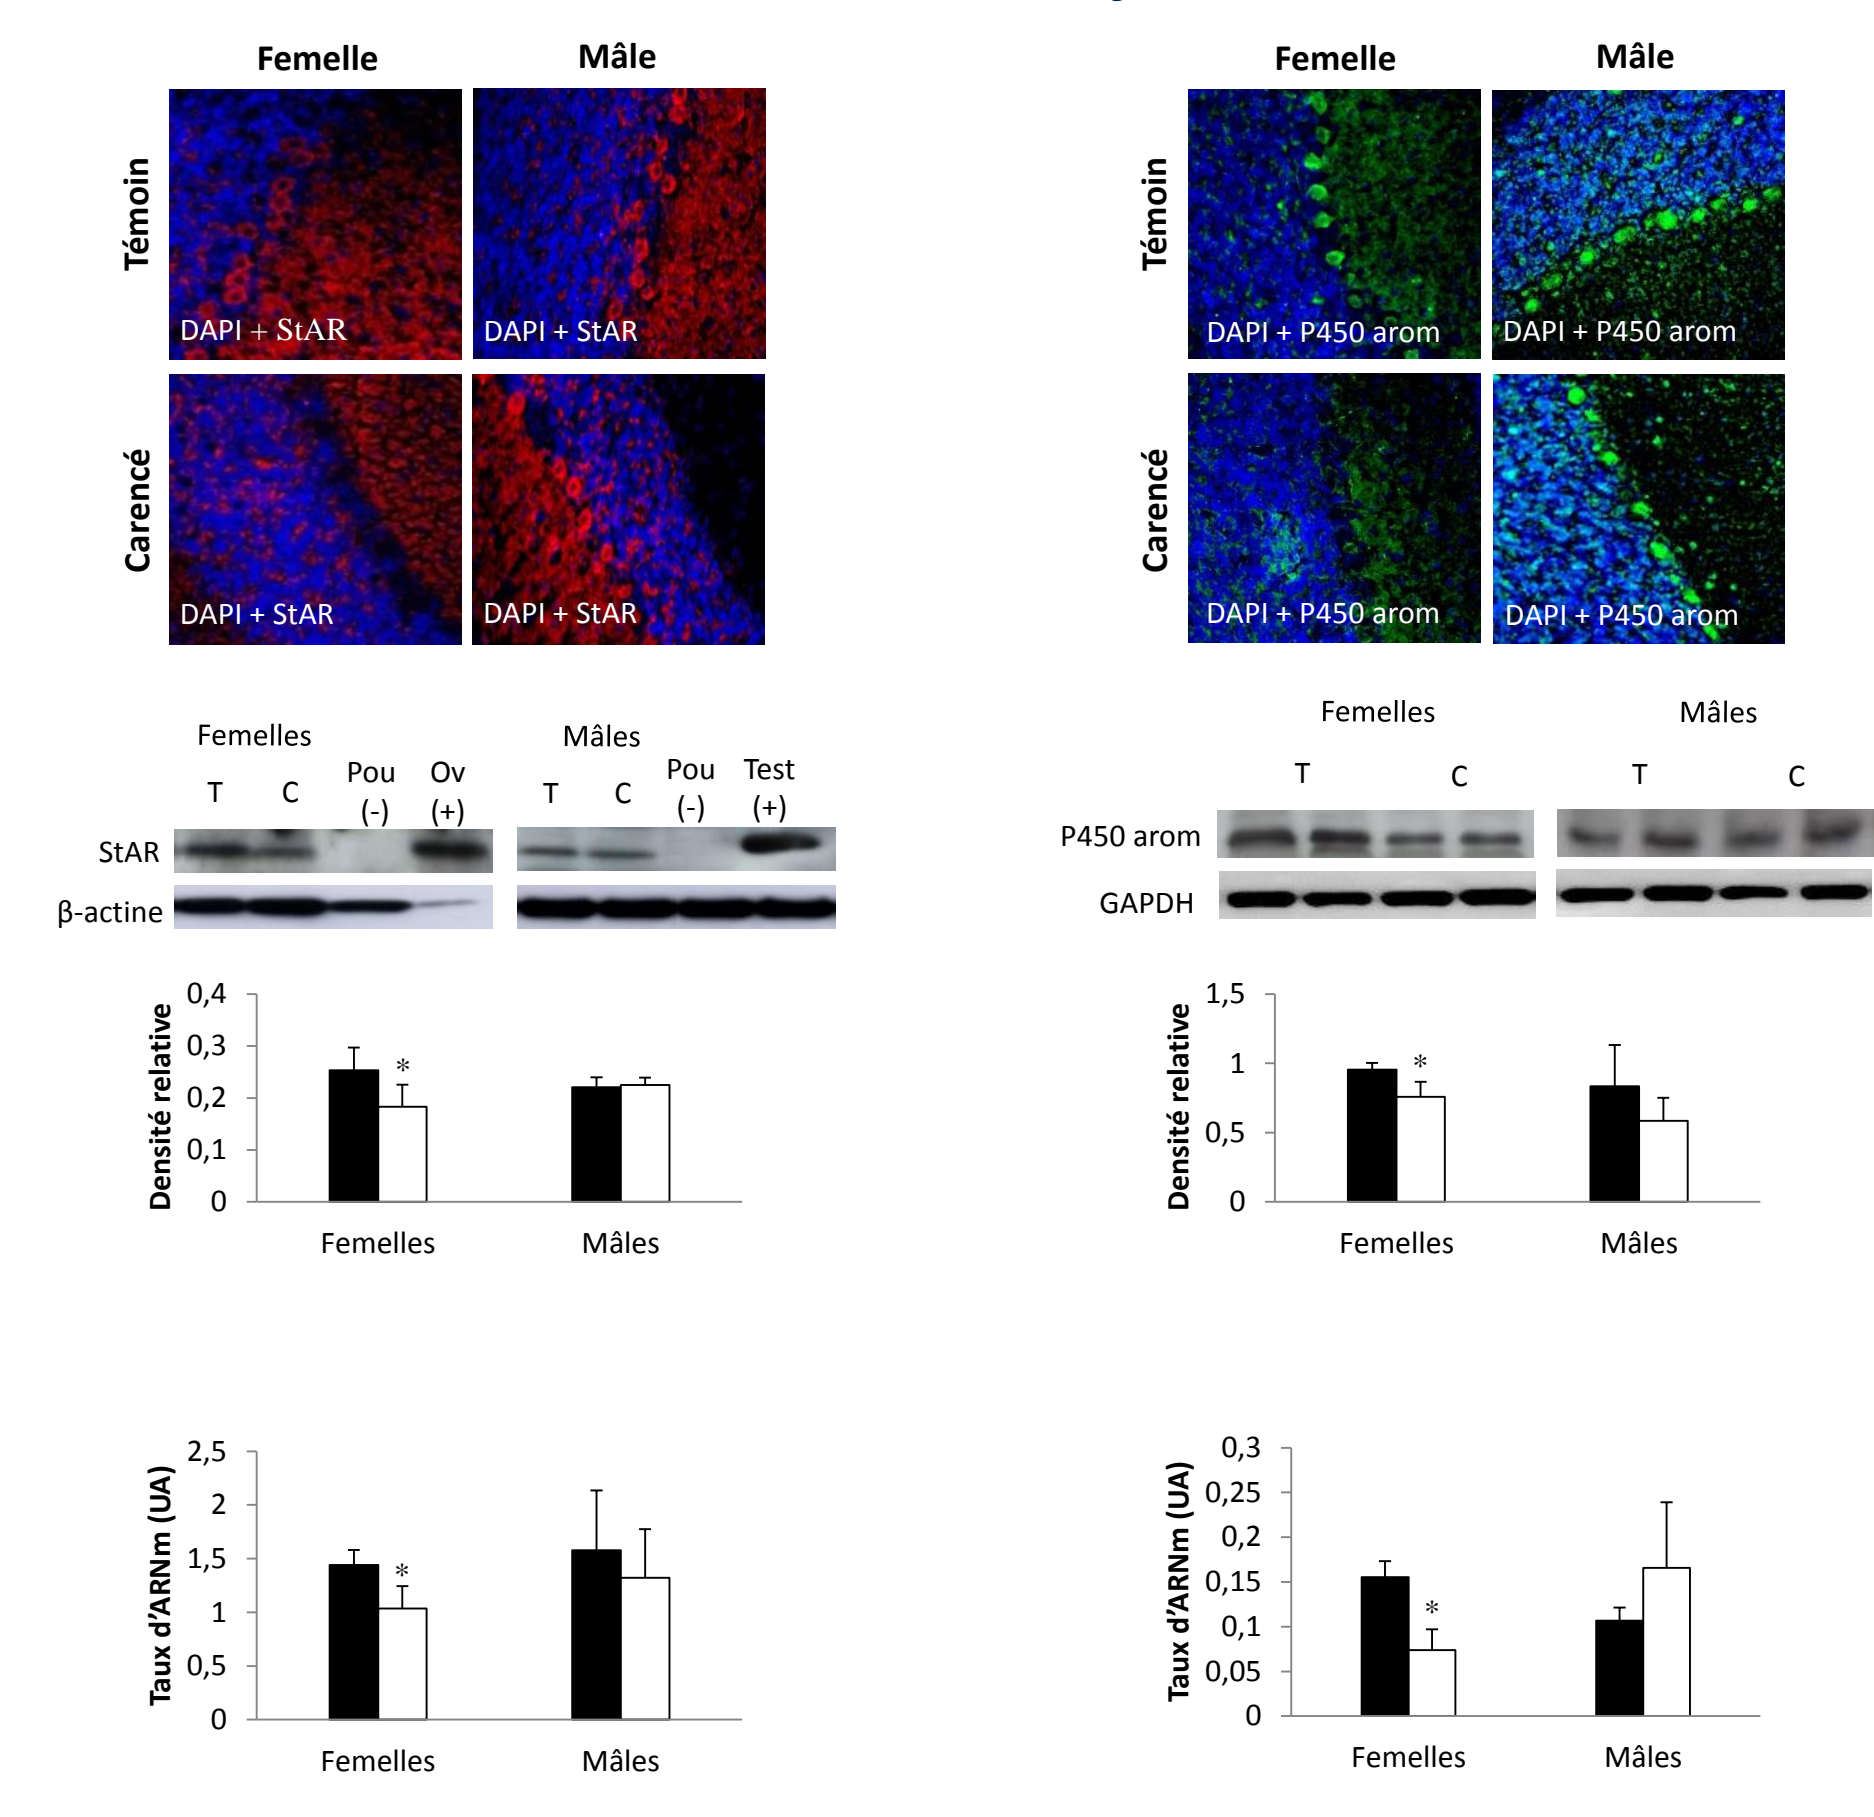 Femelle Mâle
Témoin
DAPI + StAR DAPI + StAR
Carencé
DAPI + StAR DAPI + StAR
Femelles Mâles
T C Pou (-) Ov (+) T C Pou (-) Test (+)
StAR
β-actine
Densité relative
0,4
0,3
0,2
0,1
0
*
Femelles Mâles
Taux d’ARNm (UA)
2,5
2
1,5
1
0,5
0
*
Femelles Mâles
Femelle Mâle
Témoin
DAPI + P450 arom DAPI + P450 arom
Carencé
DAPI + P450 arom DAPI + P450 arom
Femelles Mâles
T C T C
P450 arom
GAPDH
Densité relative
1,5
1
0,5
0
*
Femelles Mâles
Taux d’ARNm (UA)
0,3
0,25
0,2
0,15
0,1
0,05
0
*
Femelles Mâles